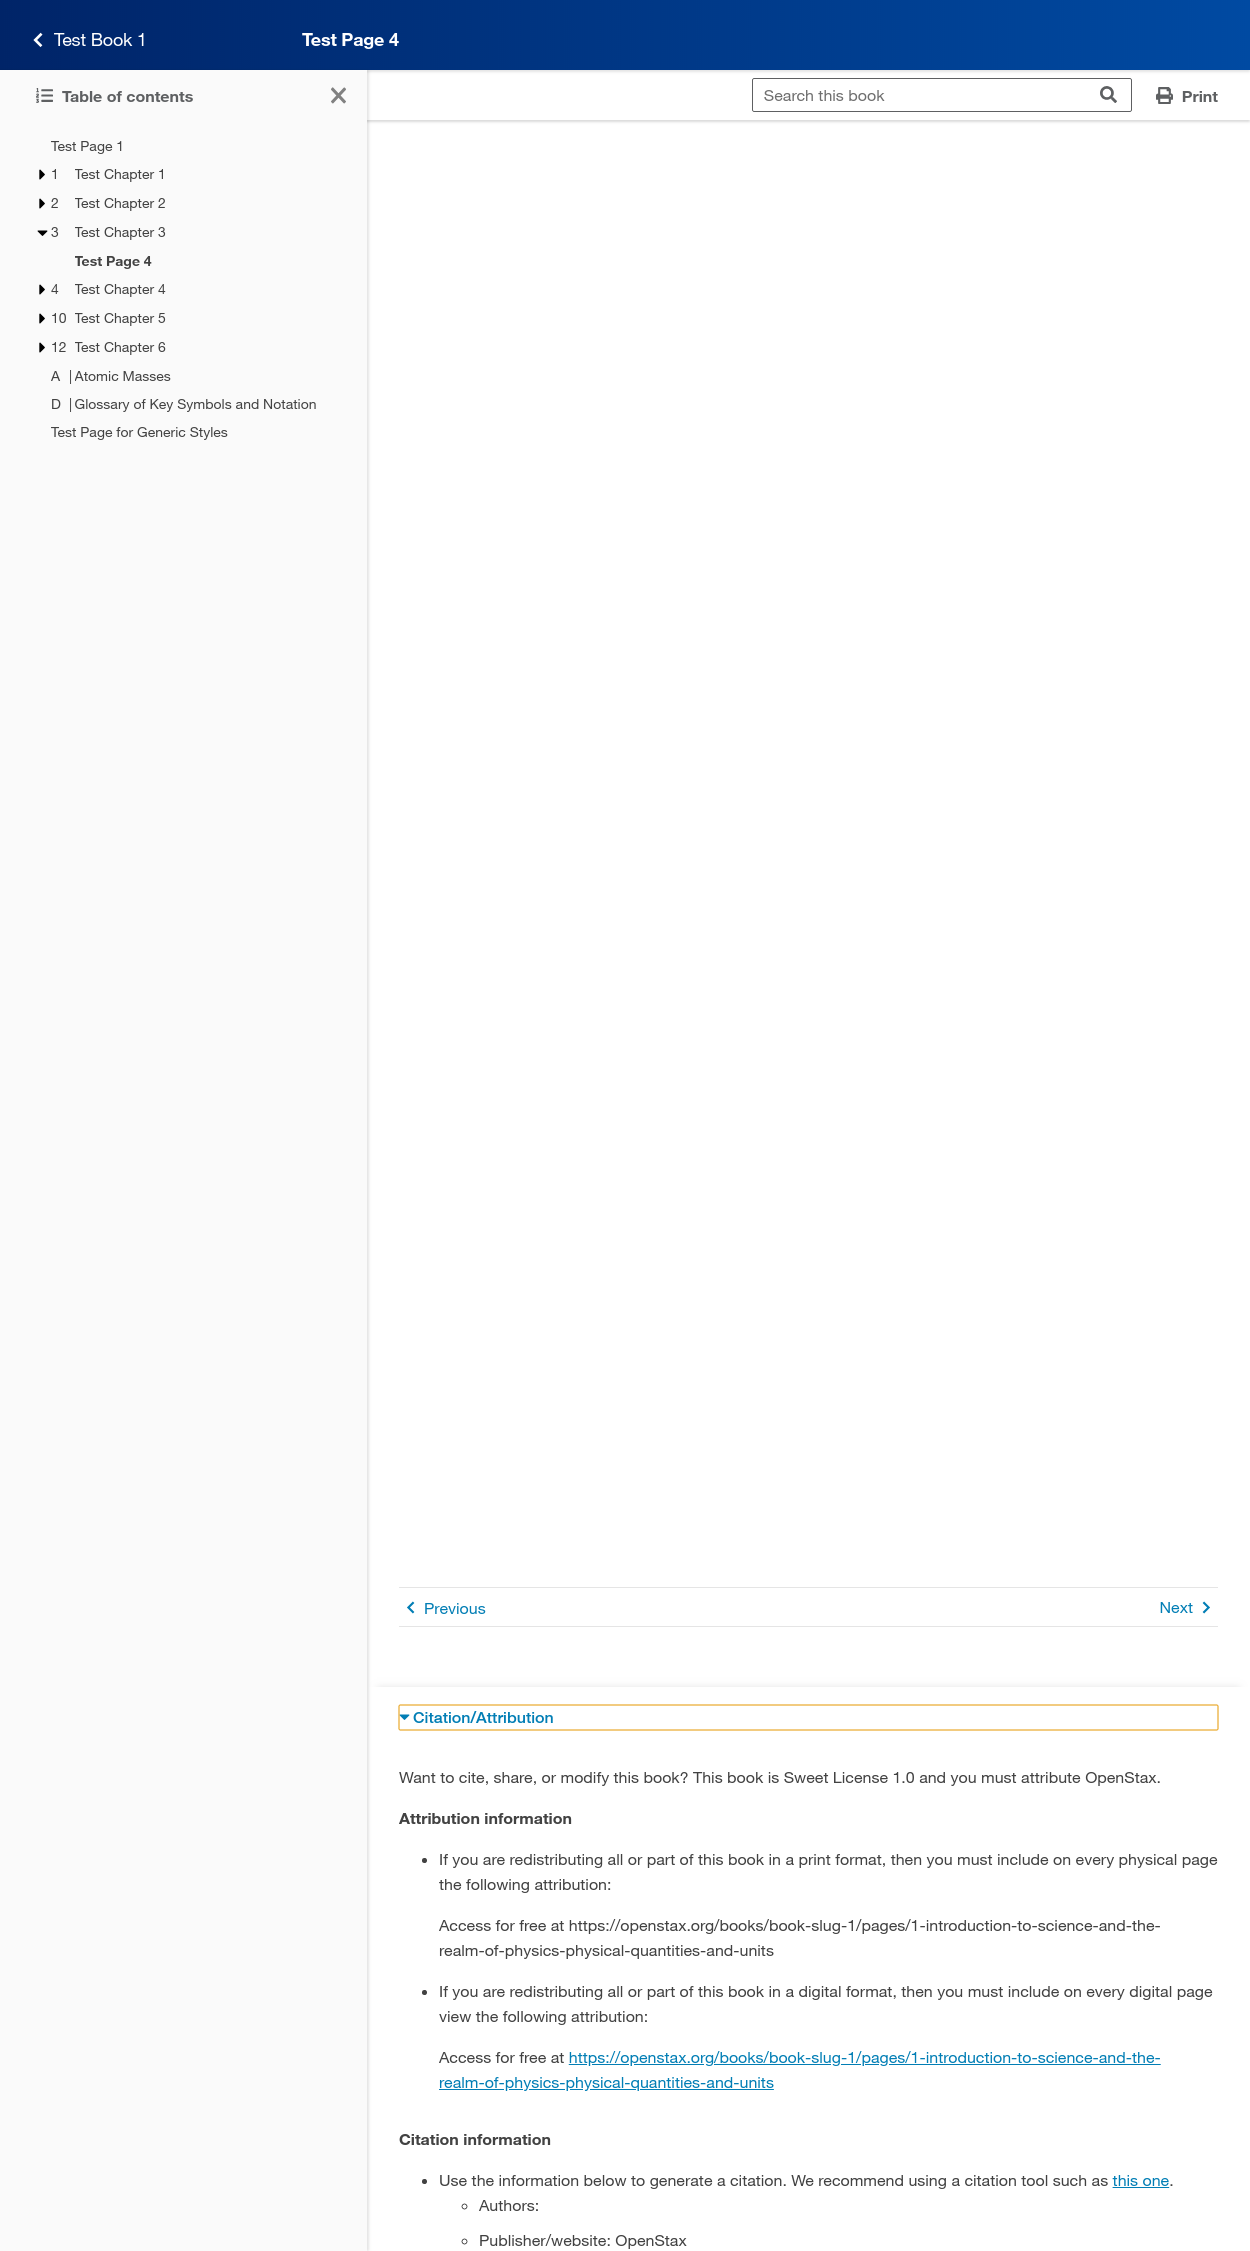 Test Book 1
Test Page 4
Table of contents
Search this book
Print
Test Page 1
1 Test Chapter 1
2 Test Chapter 2
3 Test Chapter 3
Test Page 4
4 Test Chapter 4
10 Test Chapter 5
12 Test Chapter 6
A | Atomic Masses
D | Glossary of Key Symbols and Notation
Test Page for Generic Styles
Previous
Next
Citation/Attribution
Want to cite, share, or modify this book? This book is Sweet License 1.0 and you must attribute OpenStax.
Attribution information
• If you are redistributing all or part of this book in a print format, then you must include on every physical page
the following attribution:
Access for free at https://openstax.org/books/book-slug-1/pages/1-introduction-to-science-and-the-
realm-of-physics-physical-quantities-and-units
• If you are redistributing all or part of this book in a digital format, then you must include on every digital page
view the following attribution:
Access for free at https://openstax.org/books/book-slug-1/pages/1-introduction-to-science-and-the-
realm-of-physics-physical-quantities-and-units
Citation information
• Use the information below to generate a citation. We recommend using a citation tool such as this one.
◦ Authors:
◦ Publisher/website: OpenStax